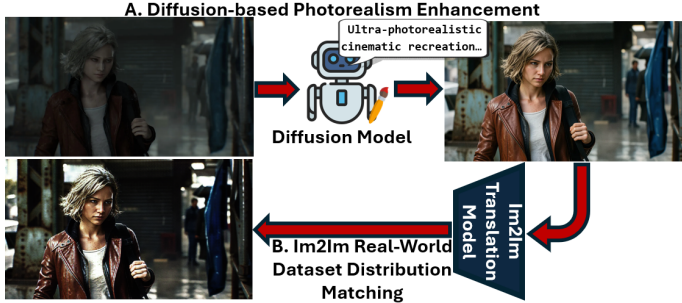 A. Diffusion-based Photorealism Enhancement
Ultra-photorealistic
cinematic recreation…
Diffusion Model
Im2Im
Translation
Model
B. Im2Im Real-World
Dataset Distribution
Matching